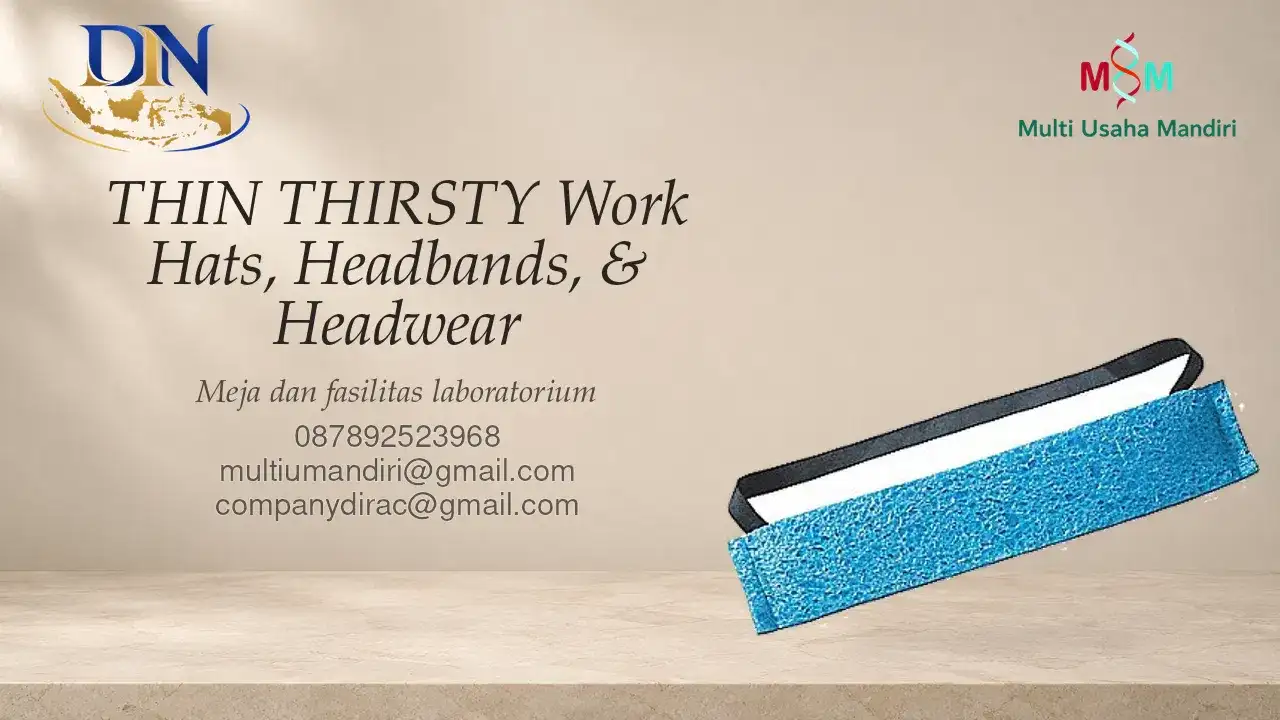 DIN
M M
Multi Usaha Mandiri
THIN THIRSTY Work
Hats, Headbands, &
Headwear
Meja dan fasilitas laboratorium
087892523968
multiumandiri@gmail.com
companydirac@gmail.com